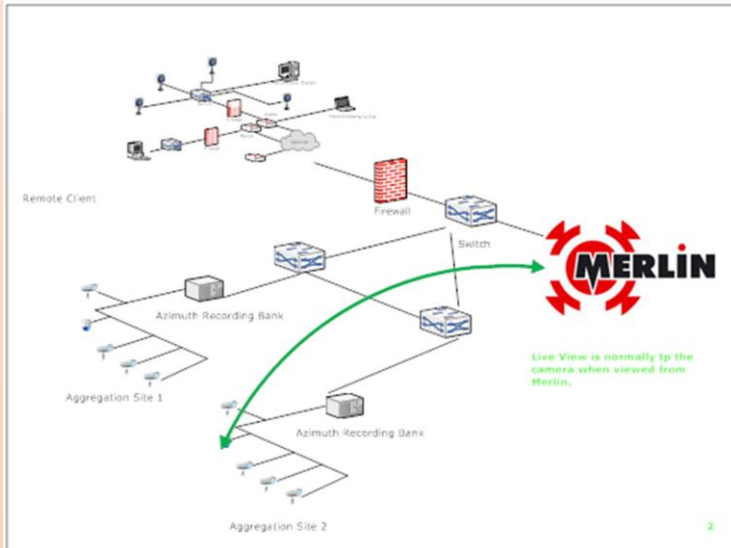 Remote Client
Firewall
Switch
MERLIN
Azimuth Recording Bank
Live View is normally tp the
camera when viewed from
Merlin.
Aggregation Site 1
Azimuth Recording Bank
Aggregation Site 2
2